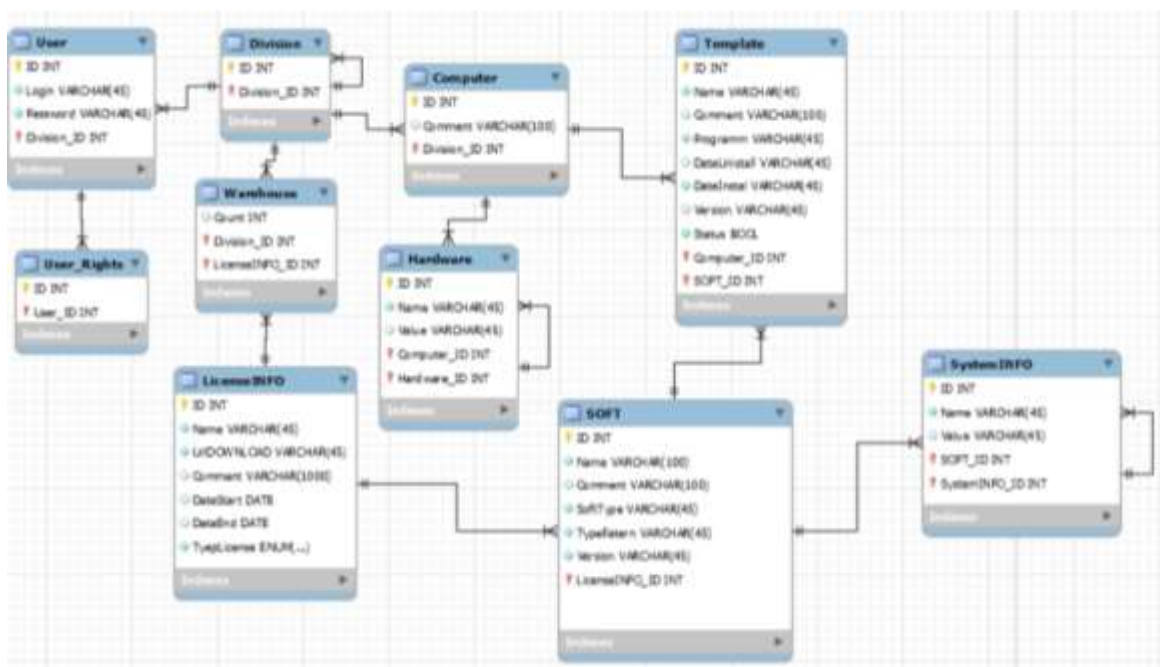 User
ID INT
Login VARCHAR(45)
Password VARCHAR(45)
Division_ID INT
Indexes
User_Rights
ID INT
User_ID INT
Indexes
Division
ID INT
Division_ID INT
Indexes
Warehouse
Count INT
Division_ID INT
LicenseINFO_ID INT
Indexes
LicenseINFO
ID INT
Name VARCHAR(45)
UrlDOWNLOAD VARCHAR(45)
Comment VARCHAR(1000)
DateStart DATE
DateEnd DATE
TyepLicense ENUM(...)
Indexes
Computer
ID INT
Comment VARCHAR(100)
Division_ID INT
Indexes
Hardware
ID INT
Name VARCHAR(45)
Value VARCHAR(45)
Computer_ID INT
Hardware_ID INT
Indexes
Template
ID INT
Name VARCHAR(45)
Comment VARCHAR(100)
Programm VARCHAR(45)
VARCHAR(45)
VARCHAR(45)
Version VARCHAR(45)
Status BOOL
Computer_ID INT
SOFT_ID INT
Indexes
SOFT
ID INT
Name VARCHAR(100)
Comment VARCHAR(100)
SoftType VARCHAR(45)
VARCHAR(45)
Version VARCHAR(45)
LicenseINFO_ID INT
Indexes
SystemINFO
ID INT
Name VARCHAR(45)
Value VARCHAR(45)
SOFT_ID INT
SystemINFO_ID INT
Indexes